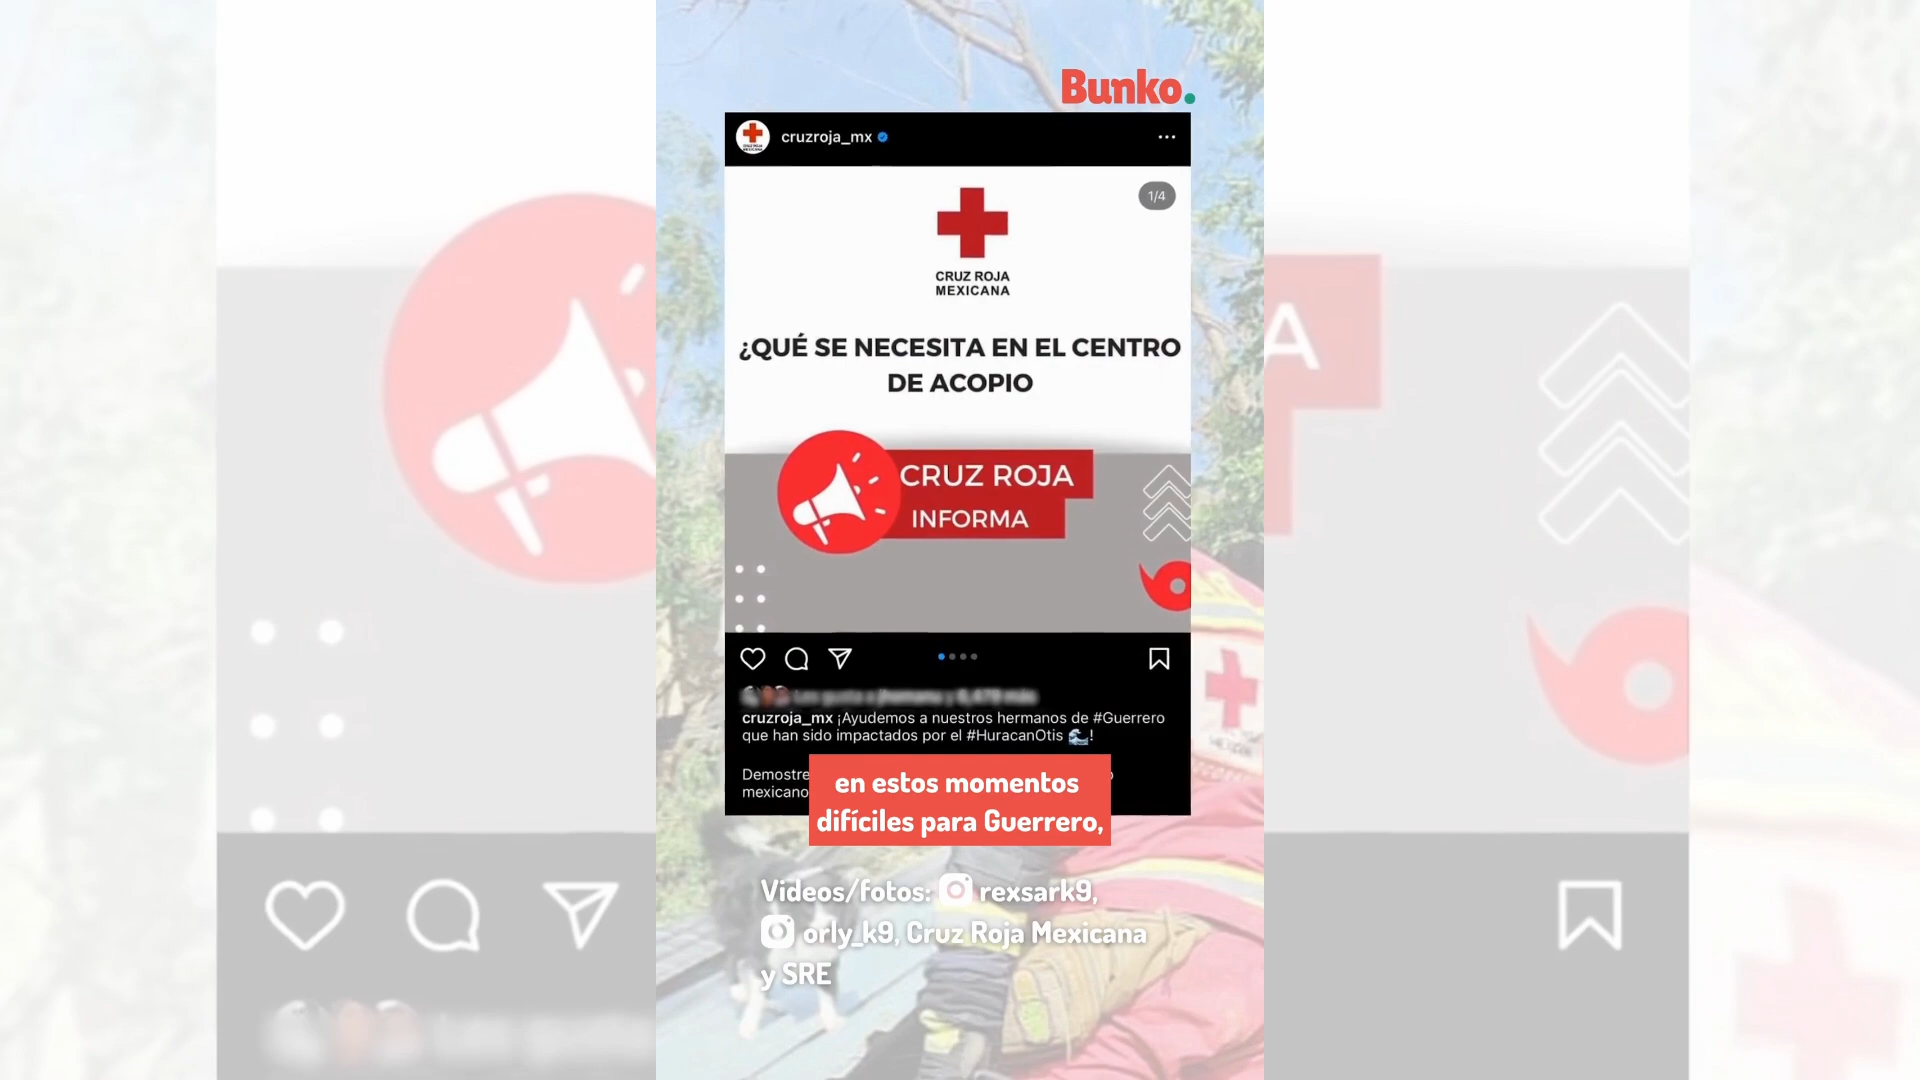 Bunko.
cruzroja_mx
1/4
CRUZ ROJA
MEXICANA
¿QUÉ SE NECESITA EN EL CENTRO
DE ACOPIO
CRUZ ROJA
INFORMA
cruzroja_mx ¡Ayudemos a nuestros hermanos de #Guerrero
que han sido impactados por el #HuracanOtis 🌊!
Demostre
mexicano
en estos momentos
difíciles para Guerrero,
Videos/fotos: rexsark9,
orly_k9, Cruz Roja Mexicana
y SRE
A